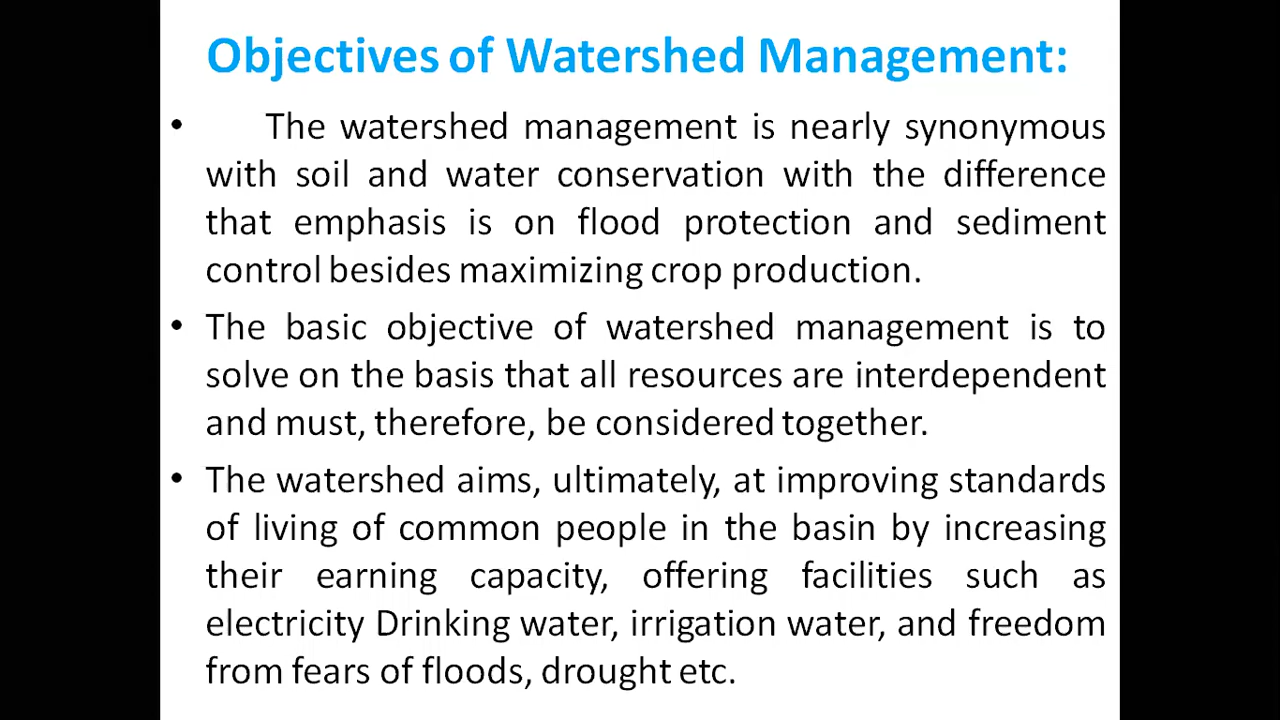 Objectives of Watershed Management:
• The watershed management is nearly synonymous
with soil and water conservation with the difference
that emphasis is on flood protection and sediment
control besides maximizing crop production.
• The basic objective of watershed management is to
solve on the basis that all resources are interdependent
and must, therefore, be considered together.
• The watershed aims, ultimately, at improving standards
of living of common people in the basin by increasing
their earning capacity, offering facilities such as
electricity Drinking water, irrigation water, and freedom
from fears of floods, drought etc.